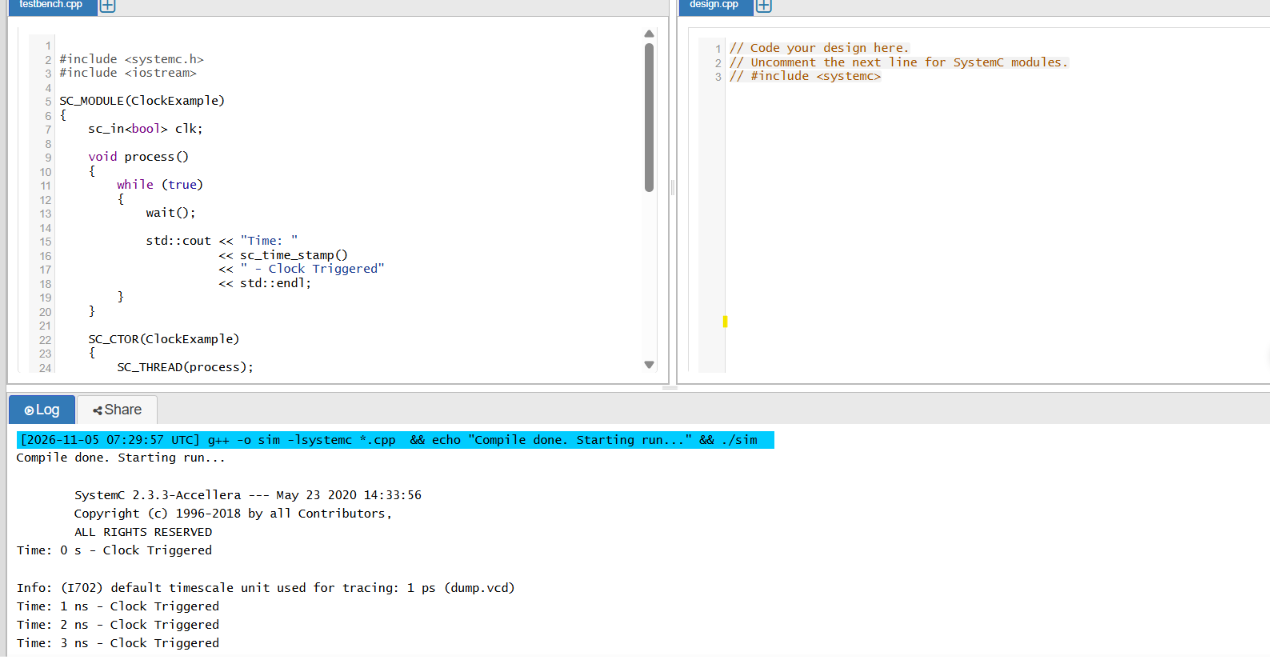 testbench.cpp
1
2 #include <systemc.h>
3 #include <iostream>
4
5 SC_MODULE(ClockExample)
6 {
7 sc_in<bool> clk;
8
9 void process()
10 {
11 while (true)
12 {
13 wait();
14
15 std::cout << "Time: "
16 << sc_time_stamp()
17 << " - Clock Triggered"
18 << std::endl;
19 }
20 }
21
22 SC_CTOR(ClockExample)
23 {
24 SC_THREAD(process);
design.cpp
1 // Code your design here.
2 // Uncomment the next line for SystemC modules.
3 // #include <systemc>
Log
Share
[2026-11-05 07:29:57 UTC] g++ -o sim -lsystemc *.cpp && echo "Compile done. Starting run..." && ./sim
Compile done. Starting run...
SystemC 2.3.3-Accellera --- May 23 2020 14:33:56
Copyright (c) 1996-2018 by all Contributors,
ALL RIGHTS RESERVED
Time: 0 s - Clock Triggered
Info: (I702) default timescale unit used for tracing: 1 ps (dump.vcd)
Time: 1 ns - Clock Triggered
Time: 2 ns - Clock Triggered
Time: 3 ns - Clock Triggered